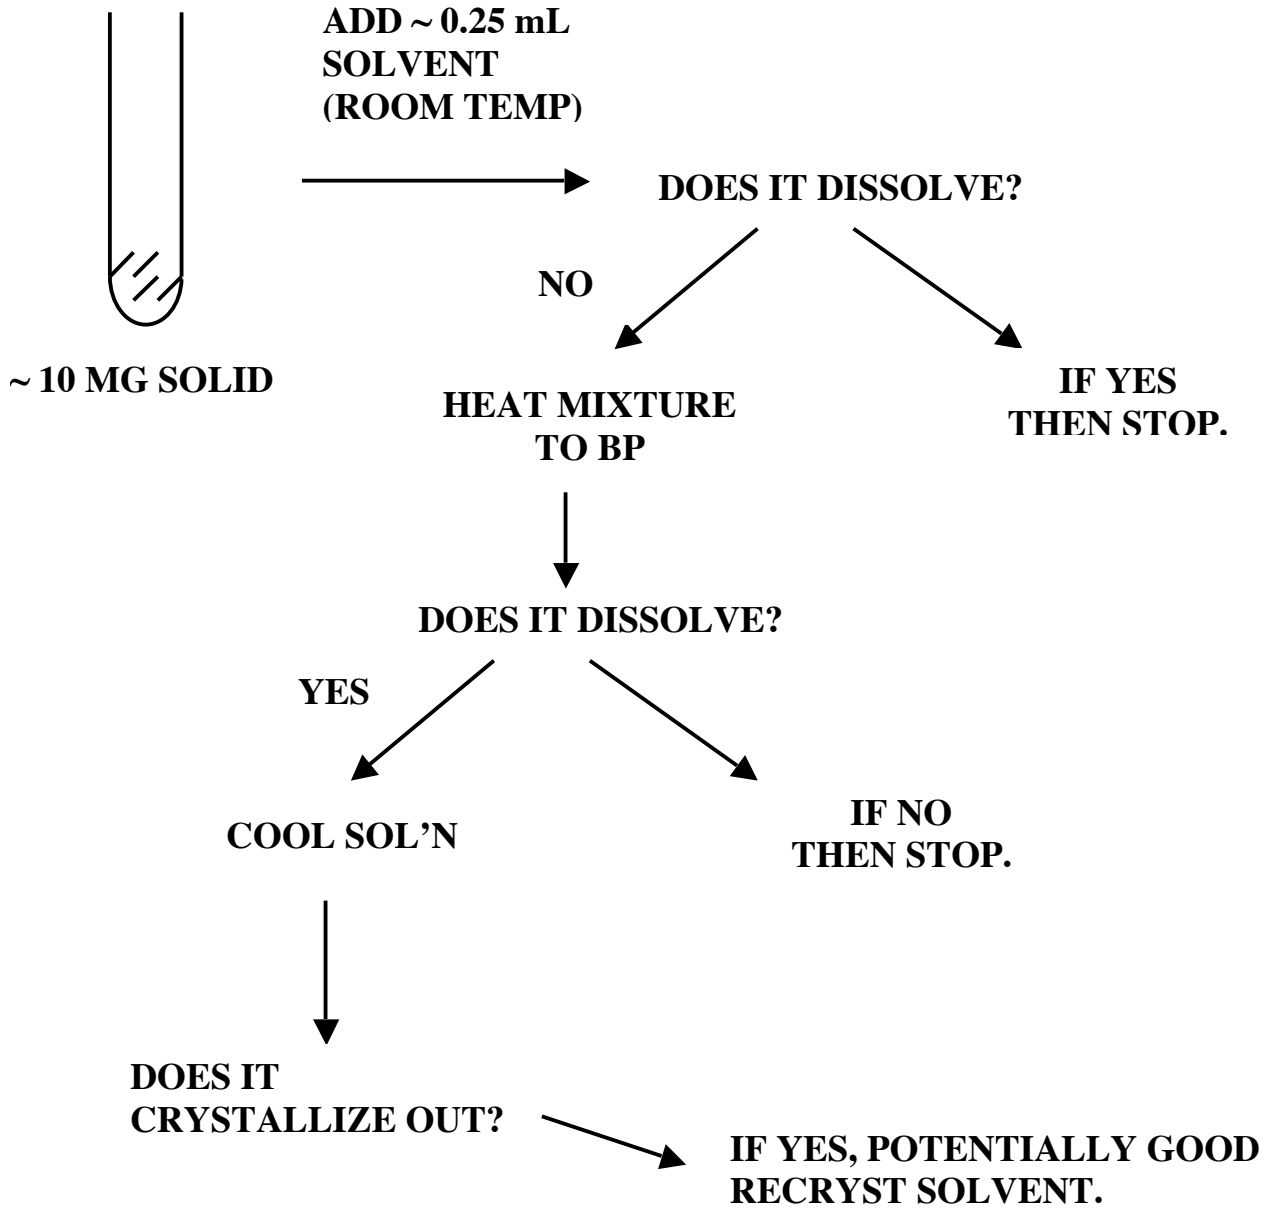 ADD ~ 0.25 mL
SOLVENT
(ROOM TEMP)
DOES IT DISSOLVE?
NO
~ 10 MG SOLID
HEAT MIXTURE
TO BP
IF YES
THEN STOP.
DOES IT DISSOLVE?
YES
COOL SOL’N
IF NO
THEN STOP.
DOES IT
CRYSTALLIZE OUT?
IF YES, POTENTIALLY GOOD
RECRYST SOLVENT.